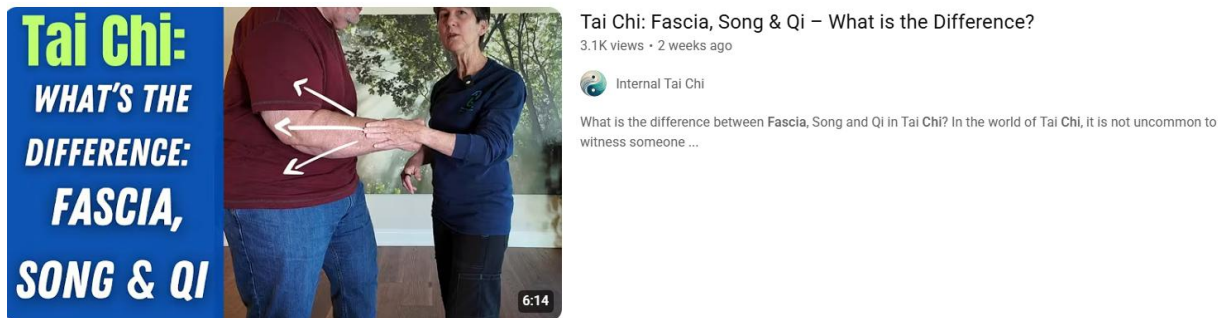 Tai Chi:
WHAT'S THE
DIFFERENCE:
FASCIA,
SONG & QI
6:14
Tai Chi: Fascia, Song & Qi – What is the Difference?
3.1K views • 2 weeks ago
Internal Tai Chi
What is the difference between Fascia, Song and Qi in Tai Chi? In the world of Tai Chi, it is not uncommon to
witness someone ...